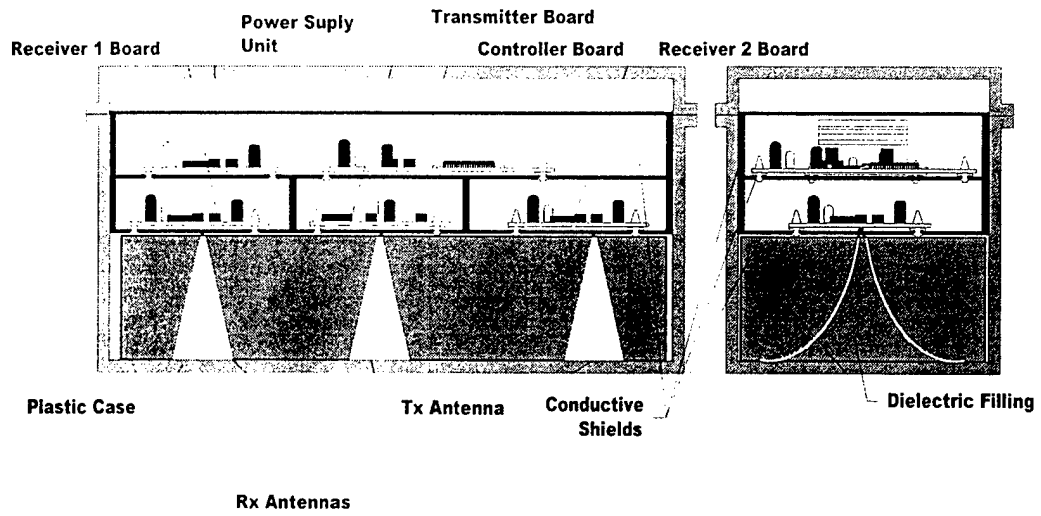 Power Suply
Unit
Transmitter Board
Receiver 1 Board
Controller Board
Receiver 2 Board
Plastic Case
Tx Antenna
Conductive
Shields
Dielectric Filling
Rx Antennas